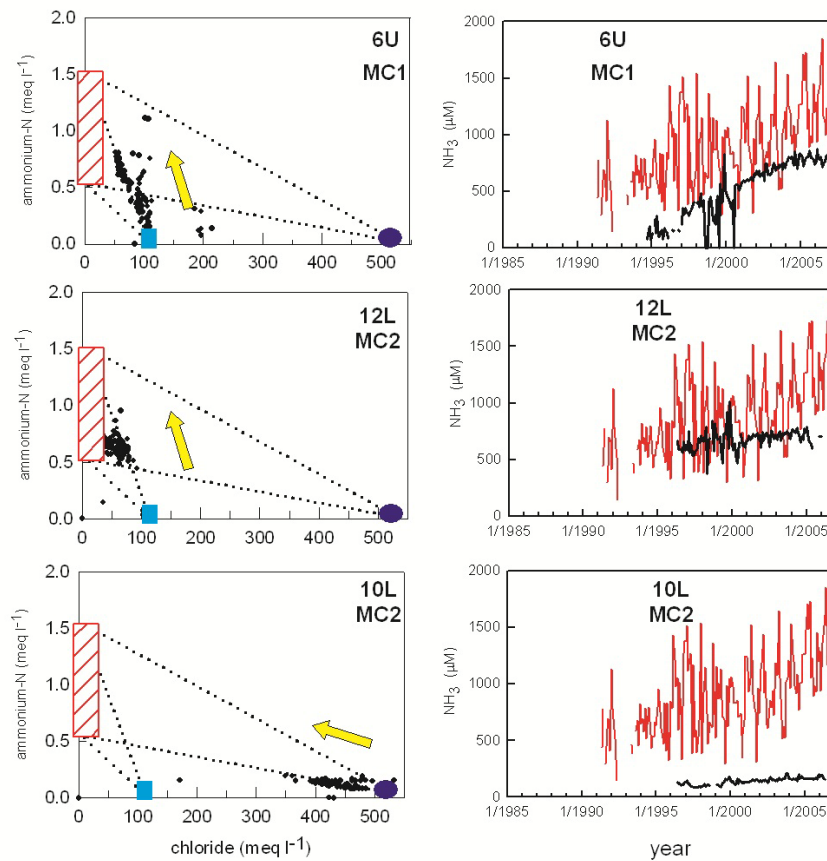 2.0
1.5
1.0
0.5
0.0
ammonium-N (meq l⁻¹)
6U
MC1
0 100 200 300 400 500
2000
1500
1000
500
0
NH₃ (µM)
6U
MC1
1/1985 1/1990 1/1995 1/2000 1/2005
2.0
1.5
1.0
0.5
0.0
ammonium-N (meq l⁻¹)
12L
MC2
0 100 200 300 400 500
2000
1500
1000
500
0
NH₃ (µM)
12L
MC2
1/1985 1/1990 1/1995 1/2000 1/2005
2.0
1.5
1.0
0.5
0.0
ammonium-N (meq l⁻¹)
10L
MC2
0 100 200 300 400 500
chloride (meq l⁻¹)
2000
1500
1000
500
0
NH₃ (µM)
10L
MC2
1/1985 1/1990 1/1995 1/2000 1/2005
year